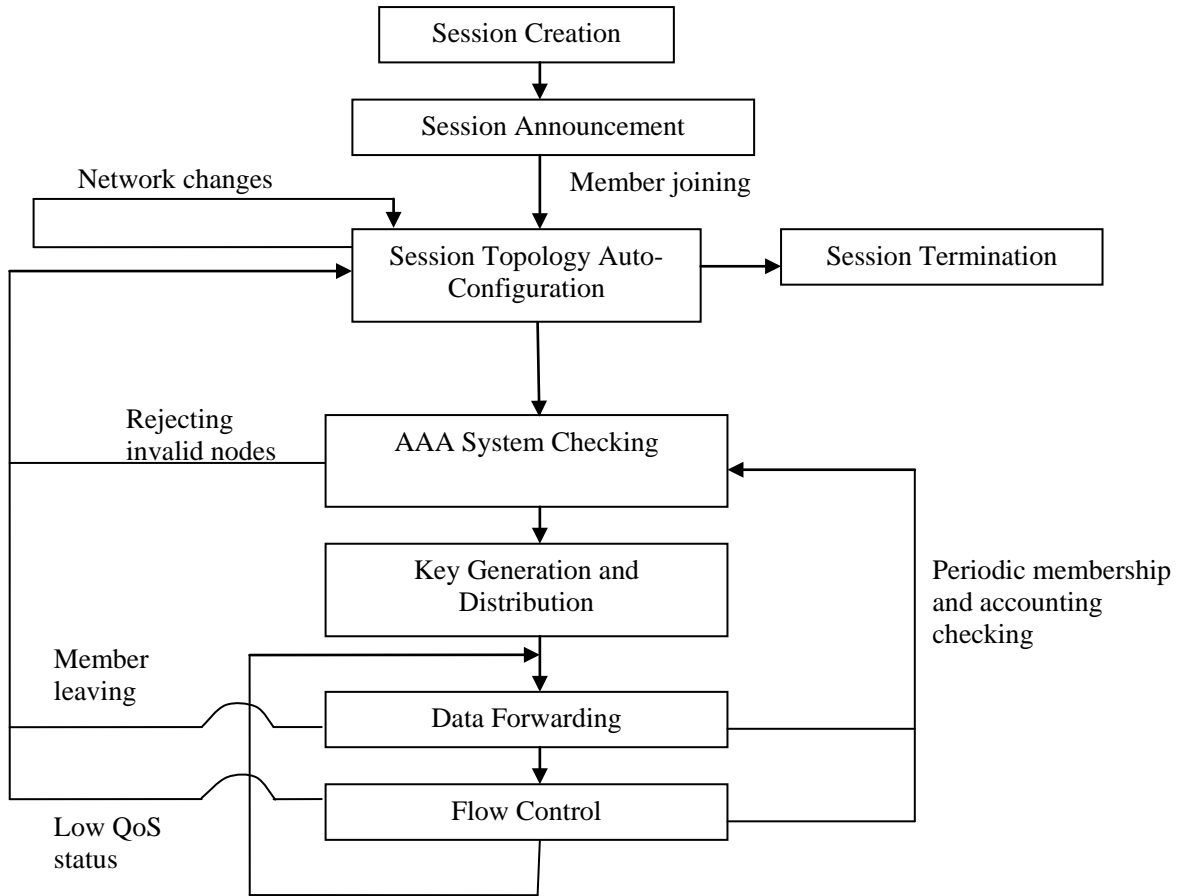 Session Creation
Session Announcement
Network changes
Member joining
Session Topology Auto-
Configuration
Session Termination
Rejecting
invalid nodes
AAA System Checking
Key Generation and
Distribution
Periodic membership
and accounting
checking
Member
leaving
Data Forwarding
Flow Control
Low QoS
status